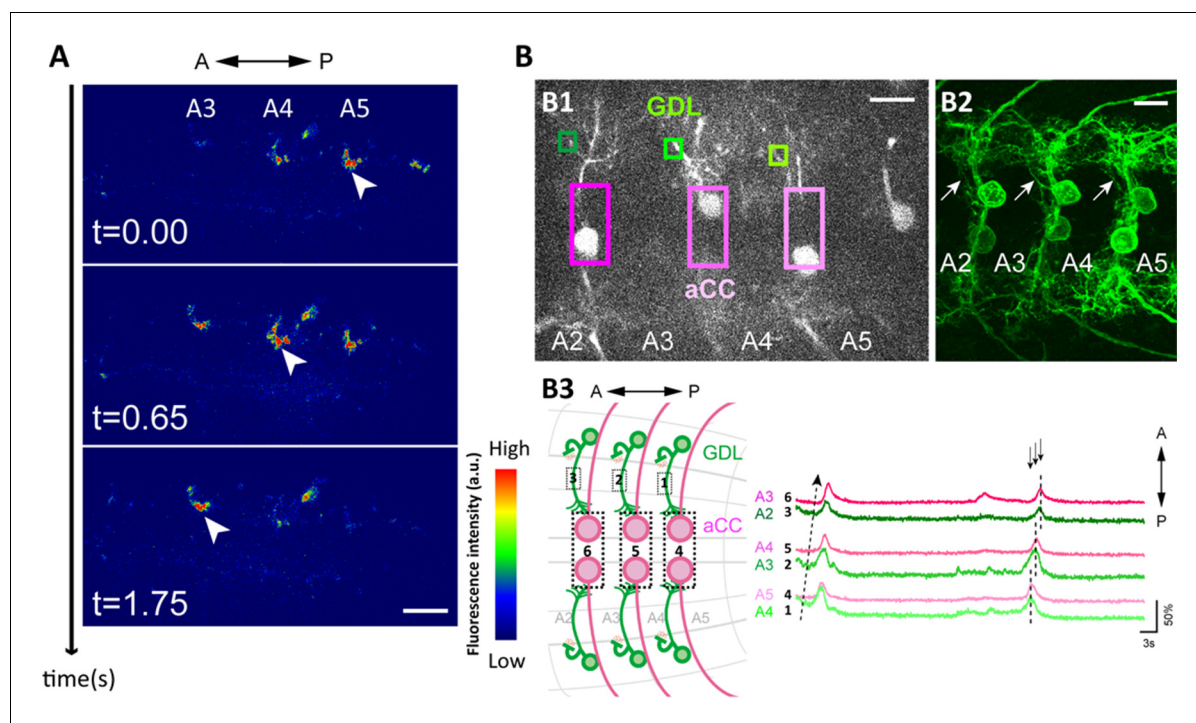 A
A P
A3 A4 A5
t=0.00
t=0.65
t=1.75
time(s)
High
Fluorescence intensity (a.u.)
Low
B
B1
GDL
aCC
A2 A3 A4 A5
B2
A2 A3 A4 A5
B3
A P
GDL
3 2 1
aCC
6 5 4
A2 A3 A4 A5
A
P
A3 6
A2 3
A4 5
A3 2
A5 4
A4 1
50%
3s